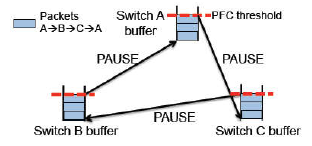 Packets
A→B→C→A
Switch A
buffer
PFC threshold
PAUSE
PAUSE
PAUSE
Switch B buffer
Switch C buffer